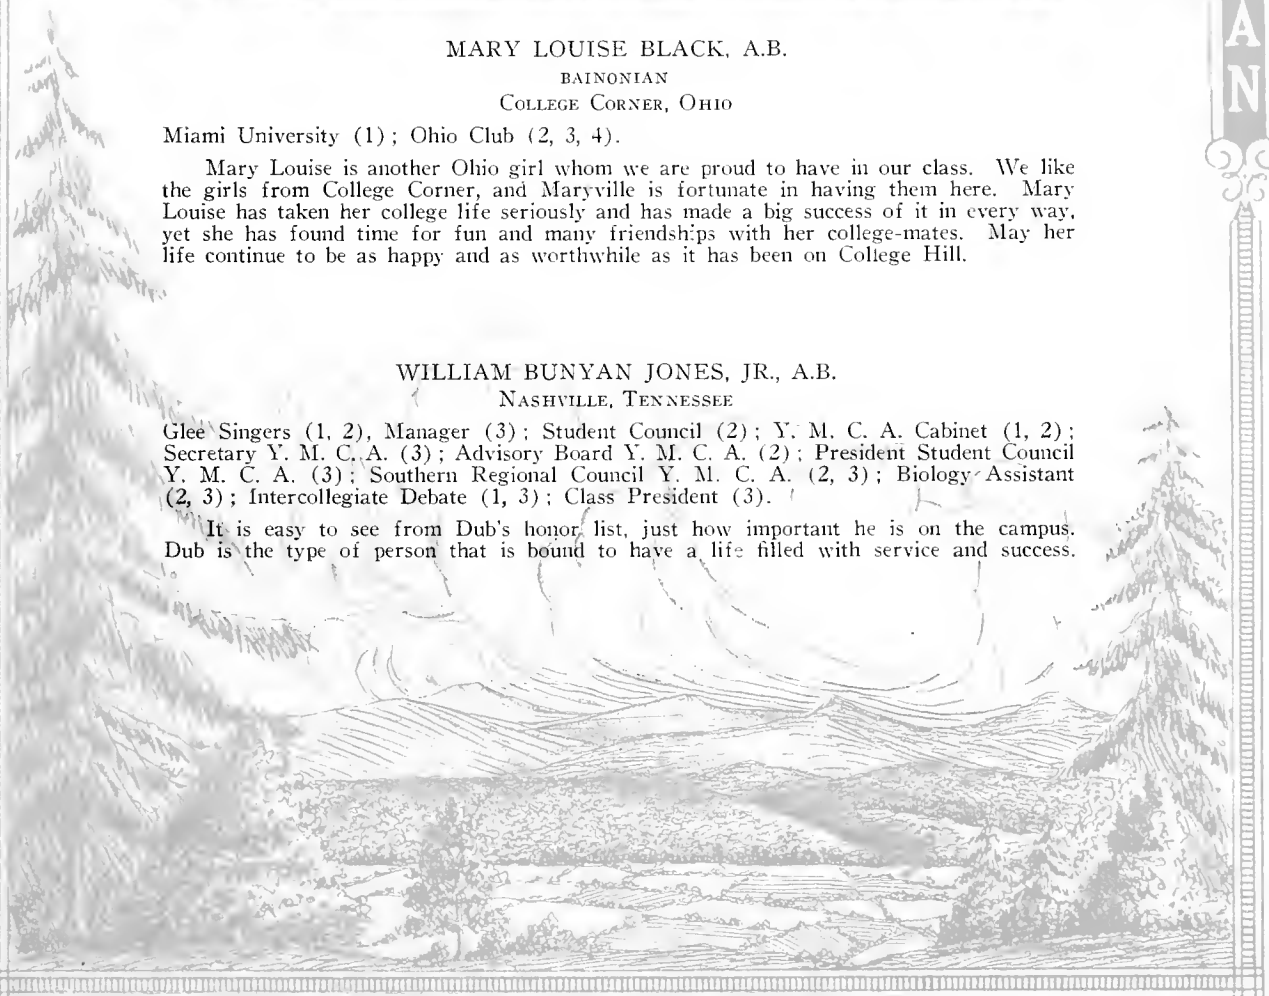 A
N
MARY LOUISE BLACK, A.B.
BAINONIAN
COLLEGE CORNER, OHIO
Miami University (1); Ohio Club (2, 3, 4).
Mary Louise is another Ohio girl whom we are proud to have in our class. We like
the girls from College Corner, and Maryville is fortunate in having them here. Mary
Louise has taken her college life seriously and has made a big success of it in every way,
yet she has found time for fun and many friendships with her college-mates. May her
life continue to be as happy and as worthwhile as it has been on College Hill.
WILLIAM BUNYAN JONES, JR., A.B.
NASHVILLE, TENNESSEE
Glee Singers (1, 2), Manager (3); Student Council (2); Y. M. C. A. Cabinet (1, 2);
Secretary Y. M. C. A. (3); Advisory Board Y. M. C. A. (2); President Student Council
Y. M. C. A. (3); Southern Regional Council Y. M. C. A. (2, 3); Biology Assistant
(2, 3); Intercollegiate Debate (1, 3); Class President (3).
It is easy to see from Dub's honor list, just how important he is on the campus.
Dub is the type of person that is bound to have a life filled with service and success.